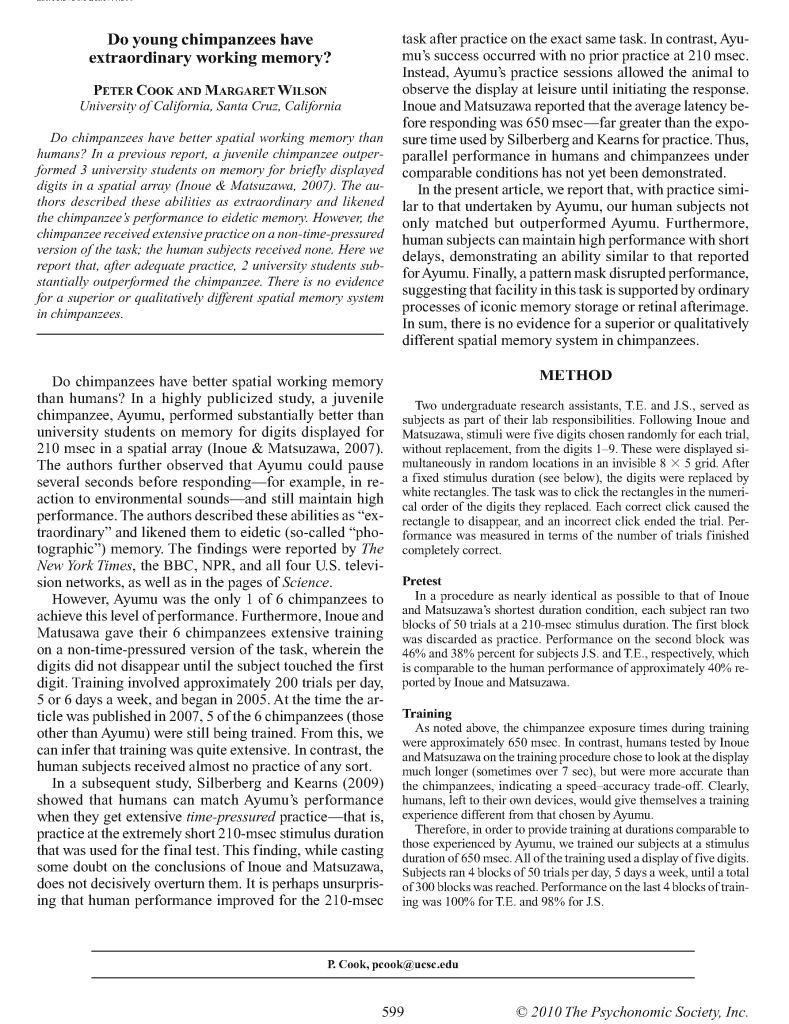 Do young chimpanzees have
extraordinary working memory?
PETER COOK AND MARGARET WILSON
University of California, Santa Cruz, California
Do chimpanzees have better spatial working memory than
humans? In a previous report, a juvenile chimpanzee outper-
formed 3 university students on memory for briefly displayed
digits in a spatial array (Inoue & Matsuzawa, 2007). The au-
thors described these abilities as extraordinary and likened
the chimpanzee's performance to eidetic memory. However, the
chimpanzee received extensive practice on a non-time-pressured
version of the task; the human subjects received none. Here we
report that, after adequate practice, 2 university students sub-
stantially outperformed the chimpanzee. There is no evidence
for a superior or qualitatively different spatial memory system
in chimpanzees.
Do chimpanzees have better spatial working memory
than humans? In a highly publicized study, a juvenile
chimpanzee, Ayumu, performed substantially better than
university students on memory for digits displayed for
210 msec in a spatial array (Inoue & Matsuzawa, 2007).
The authors further observed that Ayumu could pause
several seconds before responding—for example, in re-
action to environmental sounds—and still maintain high
performance. The authors described these abilities as “ex-
traordinary” and likened them to eidetic (so-called “pho-
tographic”) memory. The findings were reported by The
New York Times, the BBC, NPR, and all four U.S. televi-
sion networks, as well as in the pages of Science.
However, Ayumu was the only 1 of 6 chimpanzees to
achieve this level of performance. Furthermore, Inoue and
Matusawa gave their 6 chimpanzees extensive training
on a non-time-pressured version of the task, wherein the
digits did not disappear until the subject touched the first
digit. Training involved approximately 200 trials per day,
5 or 6 days a week, and began in 2005. At the time the ar-
ticle was published in 2007, 5 of the 6 chimpanzees (those
other than Ayumu) were still being trained. From this, we
can infer that training was quite extensive. In contrast, the
human subjects received almost no practice of any sort.
In a subsequent study, Silberberg and Kearns (2009)
showed that humans can match Ayumu's performance
when they get extensive time-pressured practice—that is,
practice at the extremely short 210-msec stimulus duration
that was used for the final test. This finding, while casting
some doubt on the conclusions of Inoue and Matsuzawa,
does not decisively overturn them. It is perhaps unsurpris-
ing that human performance improved for the 210-msec
task after practice on the exact same task. In contrast, Ayu-
mu's success occurred with no prior practice at 210 msec.
Instead, Ayumu's practice sessions allowed the animal to
observe the display at leisure until initiating the response.
Inoue and Matsuzawa reported that the average latency be-
fore responding was 650 msec—far greater than the expo-
sure time used by Silberberg and Kearns for practice. Thus,
parallel performance in humans and chimpanzees under
comparable conditions has not yet been demonstrated.
In the present article, we report that, with practice simi-
lar to that undertaken by Ayumu, our human subjects not
only matched but outperformed Ayumu. Furthermore,
human subjects can maintain high performance with short
delays, demonstrating an ability similar to that reported
for Ayumu. Finally, a pattern mask disrupted performance,
suggesting that facility in this task is supported by ordinary
processes of iconic memory storage or retinal afterimage.
In sum, there is no evidence for a superior or qualitatively
different spatial memory system in chimpanzees.
METHOD
Two undergraduate research assistants, T.E. and J.S., served as
subjects as part of their lab responsibilities. Following Inoue and
Matsuzawa, stimuli were five digits chosen randomly for each trial,
without replacement, from the digits 1–9. These were displayed si-
multaneously in random locations in an invisible 8 × 5 grid. After
a fixed stimulus duration (see below), the digits were replaced by
white rectangles. The task was to click the rectangles in the numeri-
cal order of the digits they replaced. Each correct click caused the
rectangle to disappear, and an incorrect click ended the trial. Per-
formance was measured in terms of the number of trials finished
completely correct.
Pretest
In a procedure as nearly identical as possible to that of Inoue
and Matsuzawa's shortest duration condition, each subject ran two
blocks of 50 trials at a 210-msec stimulus duration. The first block
was discarded as practice. Performance on the second block was
46% and 38% percent for subjects J.S. and T.E., respectively, which
is comparable to the human performance of approximately 40% re-
ported by Inoue and Matsuzawa.
Training
As noted above, the chimpanzee exposure times during training
were approximately 650 msec. In contrast, humans tested by Inoue
and Matsuzawa on the training procedure chose to look at the display
much longer (sometimes over 7 sec), but were more accurate than
the chimpanzees, indicating a speed–accuracy trade-off. Clearly,
humans, left to their own devices, would give themselves a training
experience different from that chosen by Ayumu.
Therefore, in order to provide training at durations comparable to
those experienced by Ayumu, we trained our subjects at a stimulus
duration of 650 msec. All of the training used a display of five digits.
Subjects ran 4 blocks of 50 trials per day, 5 days a week, until a total
of 300 blocks was reached. Performance on the last 4 blocks of train-
ing was 100% for T.E. and 98% for J.S.
P. Cook, pcook@ucsc.edu
599
© 2010 The Psychonomic Society, Inc.